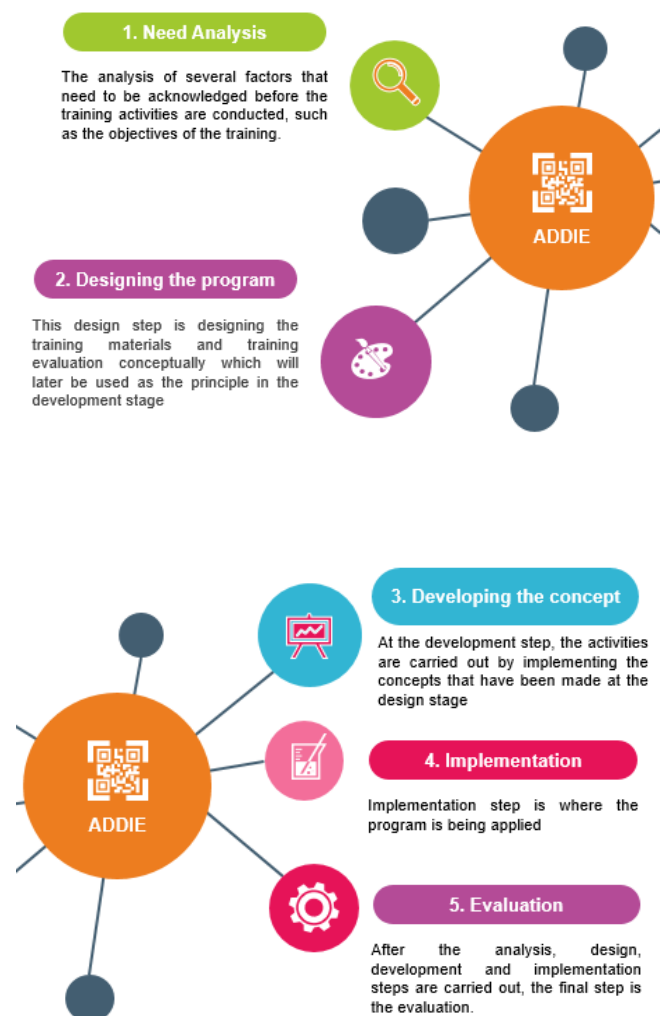 1. Need Analysis
The analysis of several factors that
need to be acknowledged before the
training activities are conducted, such
as the objectives of the training.
ADDIE
2. Designing the program
This design step is designing the
training materials and training
evaluation conceptually which will
later be used as the principle in the
development stage
3. Developing the concept
At the development step, the activities
are carried out by implementing the
concepts that have been made at the
design stage
ADDIE
4. Implementation
Implementation step is where the
program is being applied
5. Evaluation
After the analysis, design,
development and implementation
steps are carried out, the final step is
the evaluation.